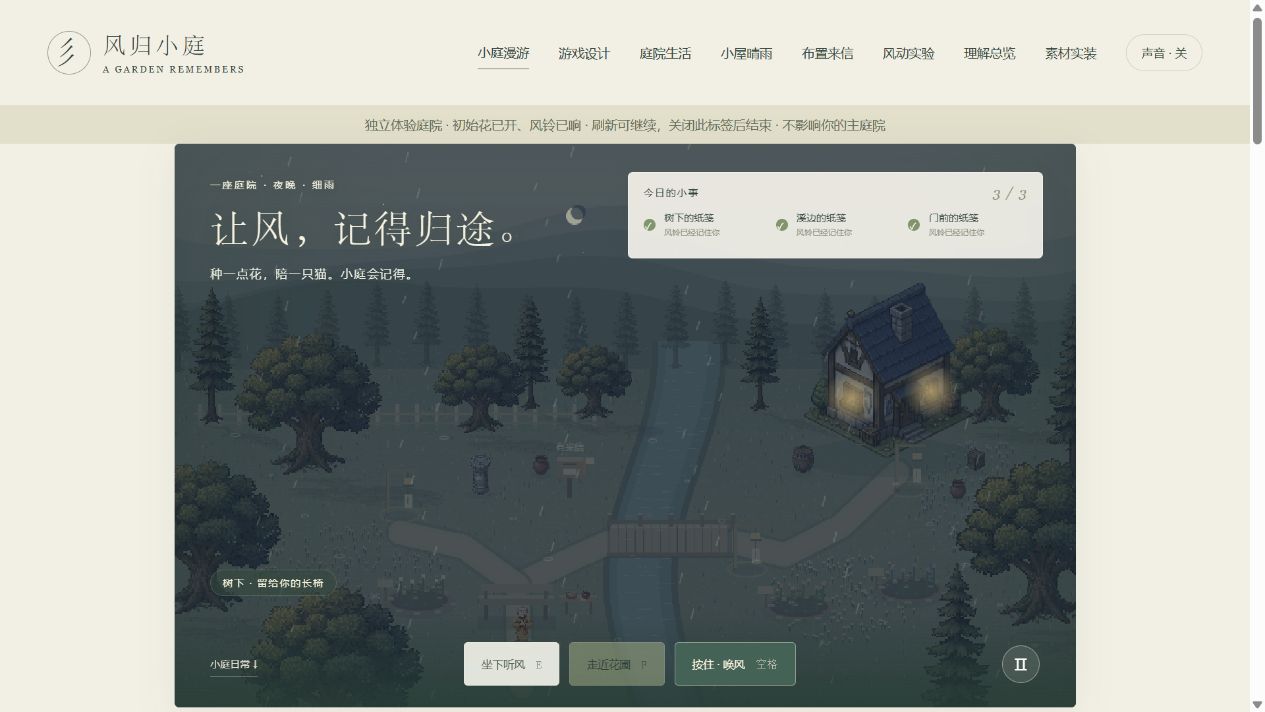 风归小庭
A GARDEN REMEMBERS
小庭漫游 游戏设计 庭院生活 小屋晴雨 布置来信 风动实验 理解总览 素材实装 声音 · 关
独立体验庭院 · 初始花已开、风铃已响 · 刷新可继续，关闭此标签后结束 · 不影响你的主庭院
一座庭院 · 夜晚 · 细雨
让风，记得归途。
种一点花，陪一只猫。小庭会记得。
今日的小事 3 / 3
树下的纸笺 溪边的纸笺 门前的纸笺
风铃已经记住你 风铃已经记住你 风铃已经记住你
树下 · 留给你的长椅
小庭日常 ↓
坐下听风 E 走近花圃 P 按住 · 唤风 空格